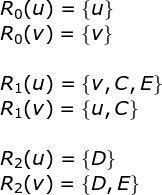 R₀(u) = {u}
R₀(v) = {v}
R₁(u) = {v, C, E}
R₁(v) = {u, C}
R₂(u) = {D}
R₂(v) = {D, E}